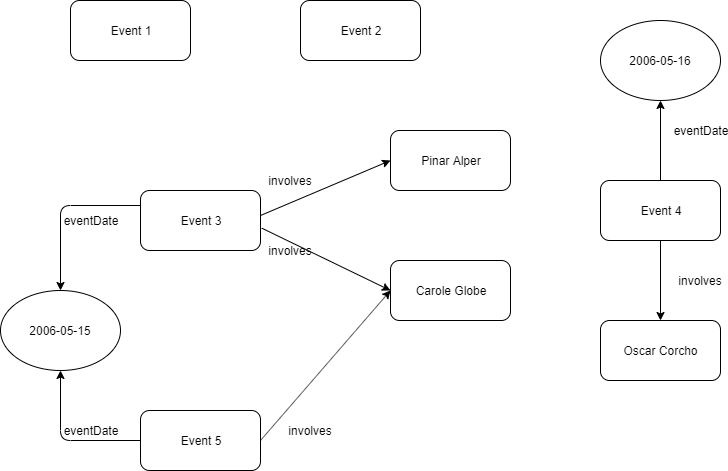 Event 1
Event 2
2006-05-16
eventDate
Pinar Alper
involves
Event 3
eventDate
Event 4
involves
Carole Globe
involves
2006-05-15
Oscar Corcho
eventDate
Event 5
involves